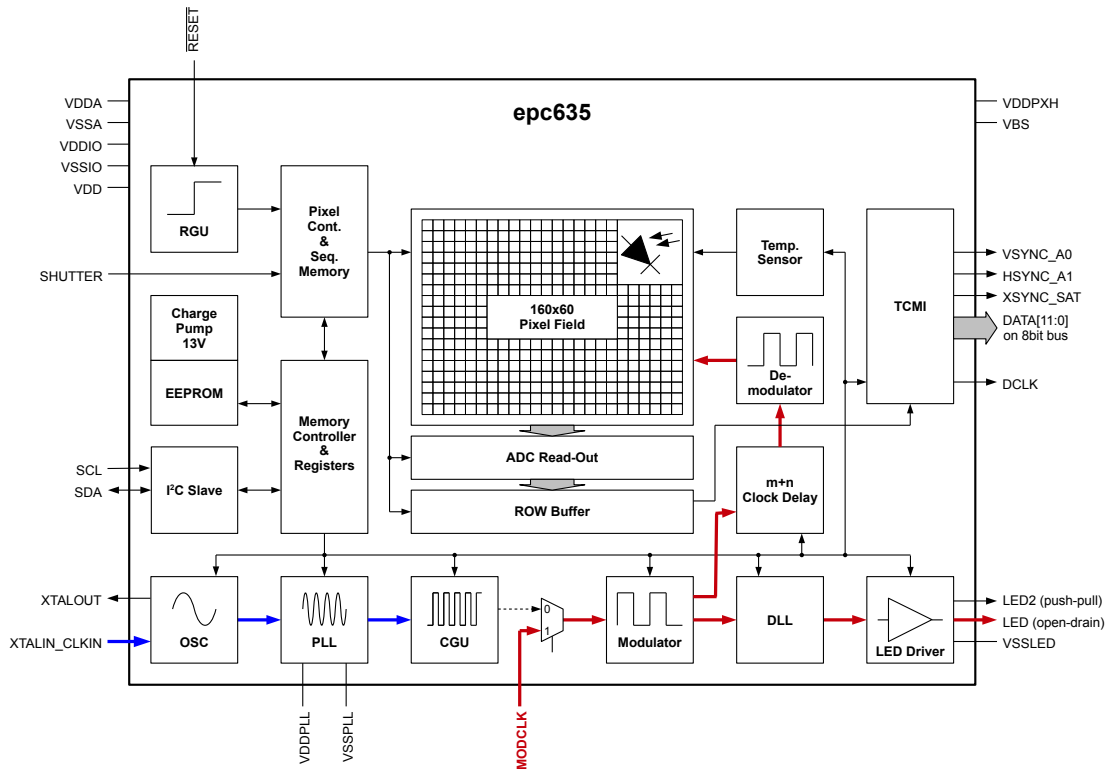 RESET
epc635
VDDA
VSSA
VDDIO
VSSIO
VDD
VDDPXH
VBS
RGU
Pixel
Cont.
&
Seq.
Memory
SHUTTER
160x60
Pixel Field
Temp.
Sensor
TCMI
VSYNC_A0
HSYNC_A1
XSYNC_SAT
DATA[11:0]
on 8bit bus
DCLK
Charge
Pump
13V
EEPROM
De-
modulator
Memory
Controller
&
Registers
ADC Read-Out
ROW Buffer
m+n
Clock Delay
SCL
SDA
I²C Slave
XTALOUT
XTALIN_CLKIN
OSC
PLL
CGU
0
1
Modulator
DLL
LED Driver
LED2 (push-pull)
LED (open-drain)
VSSLED
VDDPLL
VSSPLL
MODCLK